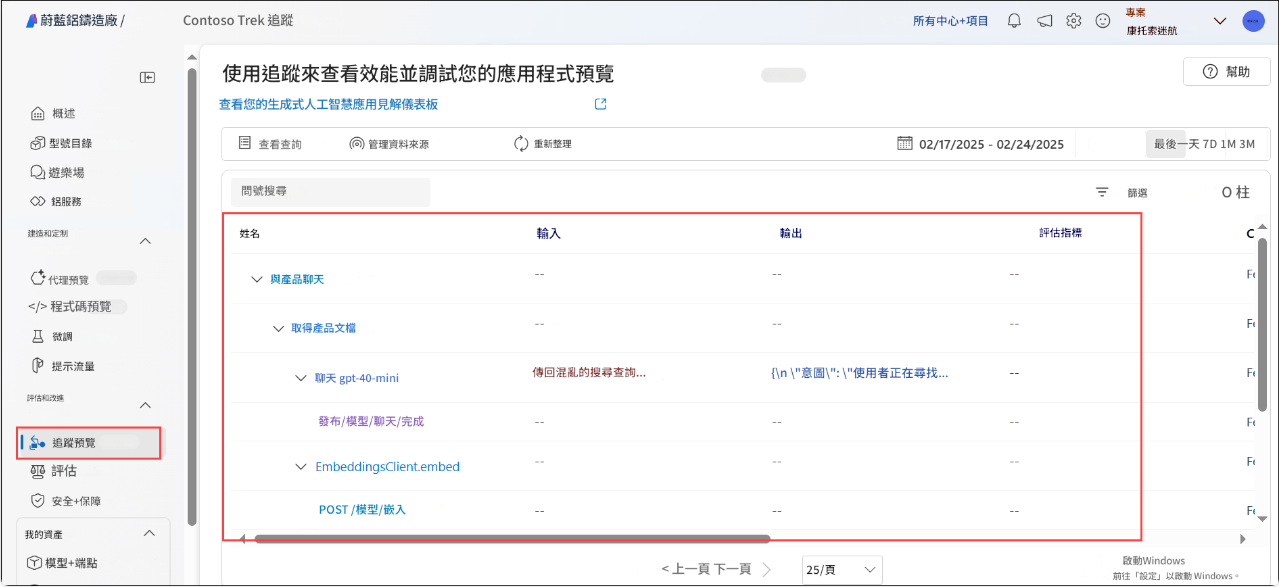 蔚藍鋁鑄造廠 / Contoso Trek 追蹤 所有中心+項目 專案
康托索迷航
使用追蹤來查看效能並調試您的應用程式預覽 幫助
查看您的生成式人工智慧應用見解儀表板
概述
型號目錄
遊樂場
鋁服務
建造和定制
代理預覽
</> 程式碼預覽
微調
提示流量
評估和改進
追蹤預覽
評估
安全+保障
我的資產
模型+端點
查看查詢 管理資料來源 重新整理 02/17/2025 - 02/24/2025 最後一天 7D 1M 3M
問號搜尋 篩選 O 柱
姓名 輸入 輸出 評估指標 C
與產品聊天 -- -- -- Fe
取得產品文檔 -- -- -- Fe
聊天 gpt-40-mini 傳回混亂的搜尋查詢... {\n \"意圖\": \"使用者正在尋找... -- Fe
發布/模型/聊天/完成 -- -- -- Fe
EmbeddingsClient.embed -- -- -- Fe
POST /模型/嵌入 -- -- -- Fe
< 上一頁 下一頁 > 25/頁
啟動Windows
前往「設定」以啟動 Windows。